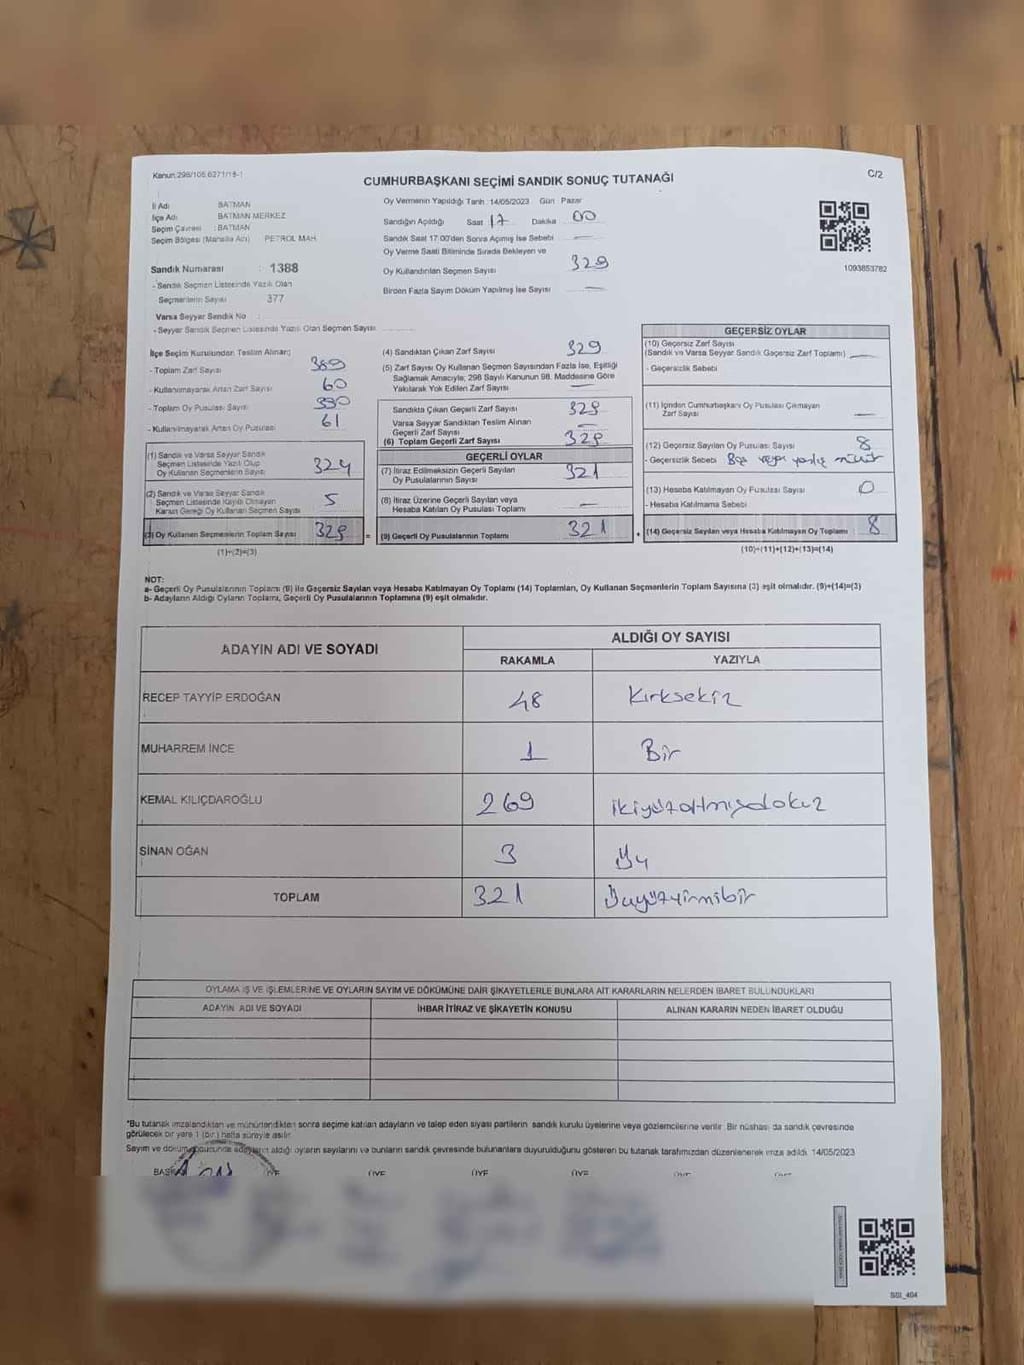 Kanun:298/105,6271/18-1
CUMHURBAŞKANI SEÇİMİ SANDIK SONUÇ TUTANAĞI
C/2
İl Adı BATMAN
İlçe Adı BATMAN MERKEZ
Seçim Çevresi : BATMAN
Seçim Bölgesi (Mahalle Adı) PETROL MAH.
Sandık Numarası : 1388
- Sandık Seçmen Listesinde Yazılı Olan
Seçmenlerin Sayısı 377
Varsa Seyyar Sandık No :
- Seyyar Sandık Seçmen Listesinde Yazılı Olan Seçmen Sayısı
Oy Vermenin Yapıldığı Tarih :14/05/2023 Gün Pazar
Sandığın Açıldığı Saat 17 Dakika 00
Sandık Saat 17:00'den Sonra Açılmış İse Sebebi —
Oy Verme Saati Bitiminde Sırada Bekleyen ve
Oy Kullandırılan Seçmen Sayısı 329
Birden Fazla Sayım Döküm Yapılmış İse Sayısı —
1093853782
İlçe Seçim Kurulundan Teslim Alınan;
- Toplam Zarf Sayısı 389
- Kullanılmayarak Artan Zarf Sayısı 60
- Toplam Oy Pusulası Sayısı 390
- Kullanılmayarak Artan Oy Pusulası 61
(1) Sandık ve Varsa Seyyar Sandık
Seçmen Listesinde Yazılı Olup
Oy Kullanan Seçmenlerin Sayısı 324
(2) Sandık ve Varsa Seyyar Sandık
Seçmen Listesinde Kayıtlı Olmayan
Kanun Gereği Oy Kullanan Seçmen Sayısı 5
(3) Oy Kullanan Seçmenlerin Toplam Sayısı 329 =
(1)+(2)=(3)
(4) Sandıktan Çıkan Zarf Sayısı 329
(5) Zarf Sayısı Oy Kullanan Seçmen Sayısından Fazla İse, Eşitliği
Sağlamak Amacıyla; 298 Sayılı Kanunun 98. Maddesine Göre
Yakılarak Yok Edilen Zarf Sayısı —
Sandıkta Çıkan Geçerli Zarf Sayısı 329
Varsa Seyyar Sandıktan Teslim Alınan
Geçerli Zarf Sayısı —
(6) Toplam Geçerli Zarf Sayısı 329
GEÇERLİ OYLAR
(7) İtiraz Edilmeksizin Geçerli Sayılan
Oy Pusulalarının Sayısı 321
(8) İtiraz Üzerine Geçerli Sayılan veya
Hesaba Katılan Oy Pusulası Toplamı —
(9) Geçerli Oy Pusulalarının Toplamı 321 +
GEÇERSİZ OYLAR
(10) Geçersiz Zarf Sayısı
(Sandık ve Varsa Seyyar Sandık Geçersiz Zarf Toplamı) —
- Geçersizlik Sebebi
(11) İçinden Cumhurbaşkanı Oy Pusulası Çıkmayan
Zarf Sayısı —
(12) Geçersiz Sayılan Oy Pusulası Sayısı 8
- Geçersizlik Sebebi Boş veya yanlış mühür
(13) Hesaba Katılmayan Oy Pusulası Sayısı 0
- Hesaba Katılmama Sebebi
(14) Geçersiz Sayılan veya Hesaba Katılmayan Oy Toplamı 8
(10)+(11)+(12)+(13)=(14)
NOT:
a- Geçerli Oy Pusulalarının Toplamı (9) ile Geçersiz Sayılan veya Hesaba Katılmayan Oy Toplamı (14) Toplamları, Oy Kullanan Seçmenlerin Toplam Sayısına (3) eşit olmalıdır. (9)+(14)=(3)
b- Adayların Aldığı Oyların Toplamı, Geçerli Oy Pusulalarının Toplamına (9) eşit olmalıdır.
ADAYIN ADI VE SOYADI
ALDIĞI OY SAYISI
RAKAMLA YAZIYLA
RECEP TAYYİP ERDOĞAN 48 Kırksekiz
MUHARREM İNCE 1 Bir
KEMAL KILIÇDAROĞLU 269 ikiyüzaltmışdokuz
SİNAN OĞAN 3 Üç
TOPLAM 321 Üçyüzyirmibir
OYLAMA İŞ VE İŞLEMLERİNE VE OYLARIN SAYIM VE DÖKÜMÜNE DAİR ŞİKAYETLERLE BUNLARA AİT KARARLARIN NELERDEN İBARET BULUNDUKLARI
ADAYIN ADI VE SOYADI İHBAR İTİRAZ VE ŞİKAYETİN KONUSU ALINAN KARARIN NEDEN İBARET OLDUĞU
*Bu tutanak imzalandıktan ve mühürlendikten sonra seçime katılan adayların ve talep eden siyasi partilerin sandık kurulu üyelerine veya gözlemcilerine verilir. Bir nüshası da sandık çevresinde
görülecek bir yere 1 (bir) hafta süreyle asılır.
Sayım ve döküm sonucunda adayların aldığı oyların sayılarını ve bunların sandık çevresinde bulunanlara duyurulduğunu gösteren bu tutanak tarafımızdan düzenlenerek imza edildi. 14/05/2023
ÜYE ÜYE ÜYE ÜYE
SSI_404